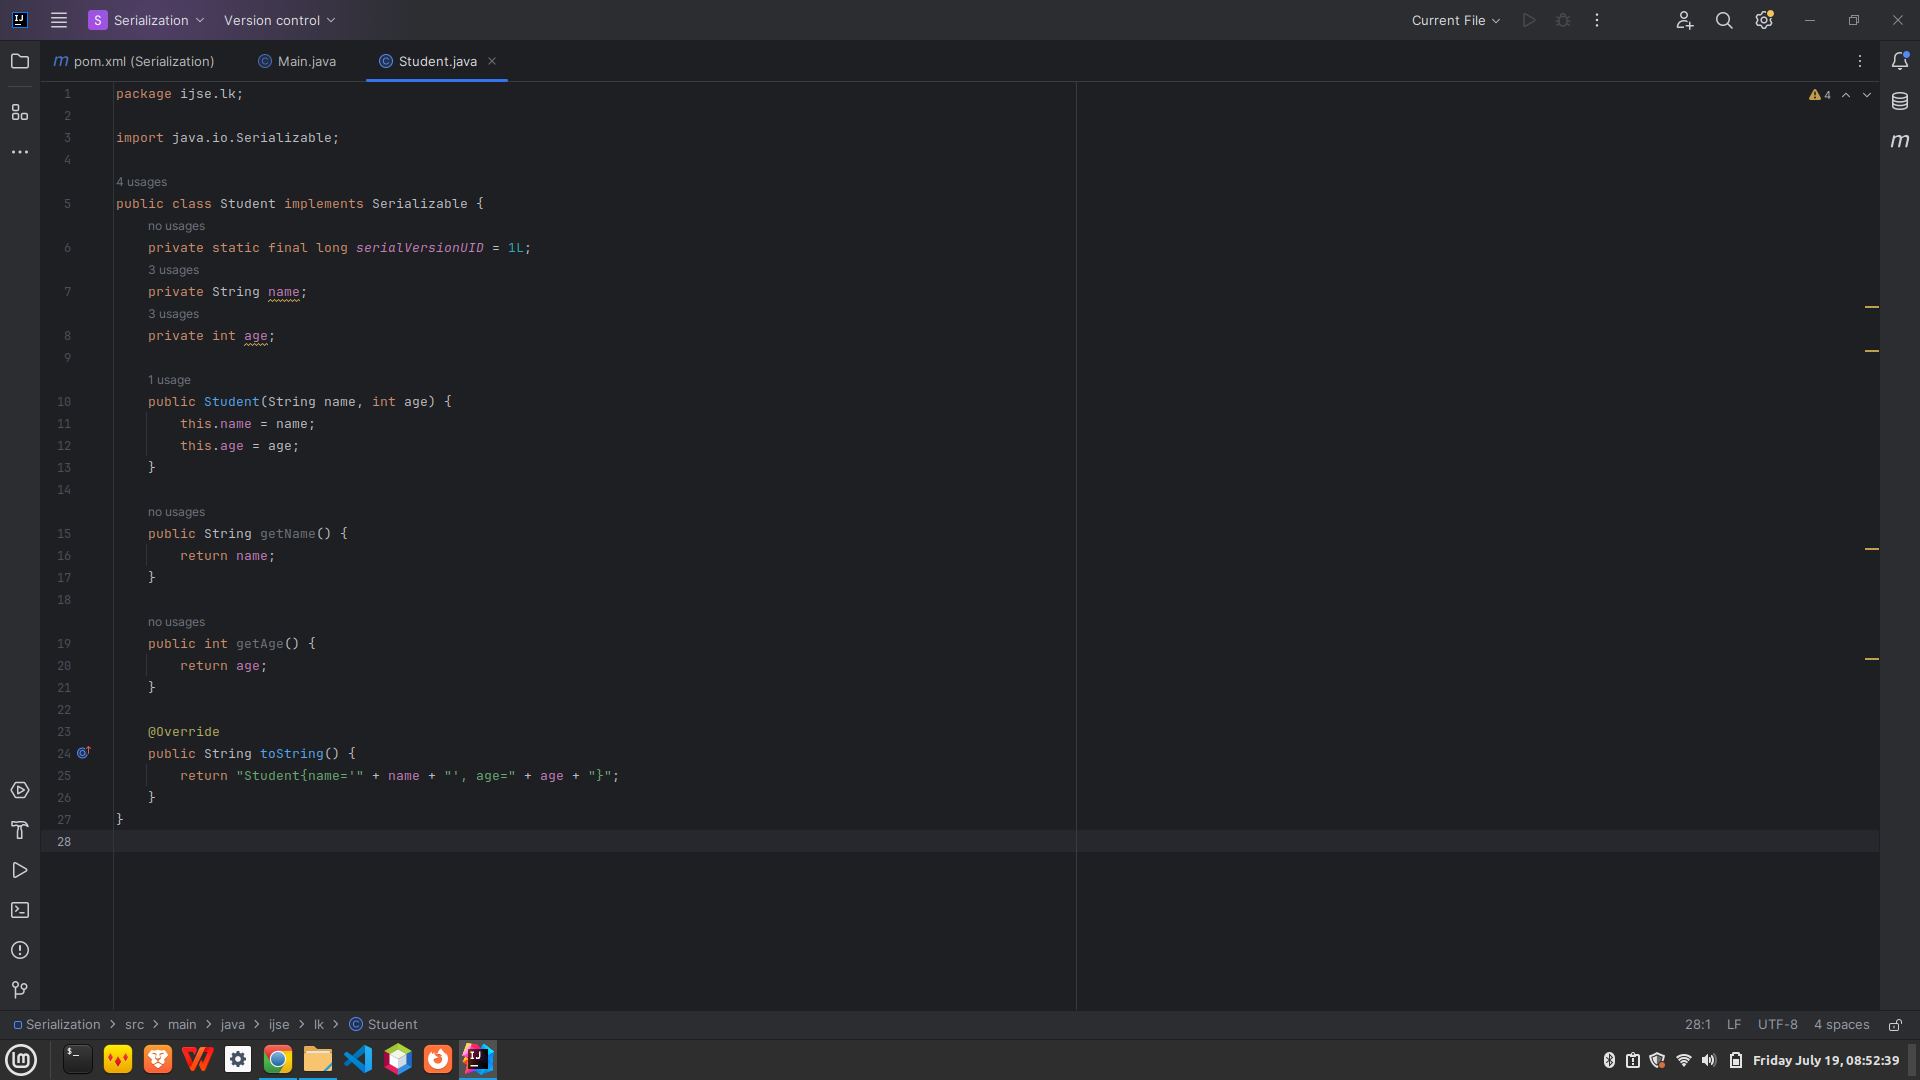 Serialization Version control Current File
pom.xml (Serialization) Main.java Student.java
4
1 package ijse.lk;
2
3 import java.io.Serializable;
4
4 usages
5 public class Student implements Serializable {
no usages
6 private static final long serialVersionUID = 1L;
3 usages
7 private String name;
3 usages
8 private int age;
9
1 usage
10 public Student(String name, int age) {
11 this.name = name;
12 this.age = age;
13 }
14
no usages
15 public String getName() {
16 return name;
17 }
18
no usages
19 public int getAge() {
20 return age;
21 }
22
23 @Override
24 public String toString() {
25 return "Student{name='" + name + "', age=" + age + "}";
26 }
27 }
28
Serialization > src > main > java > ijse > lk > Student 28:1 LF UTF-8 4 spaces
Friday July 19, 08:52:39